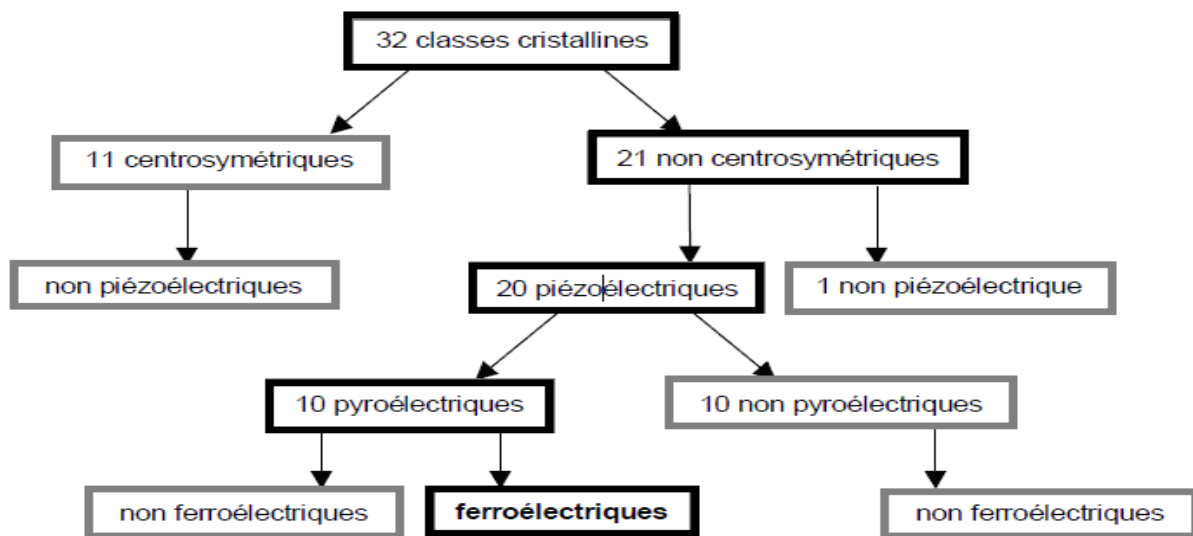 32 classes cristallines
11 centrosymétriques
21 non centrosymétriques
non piézoélectriques
20 piézoélectriques
1 non piézoélectrique
10 pyroélectriques
10 non pyroélectriques
non ferroélectriques
ferroélectriques
non ferroélectriques